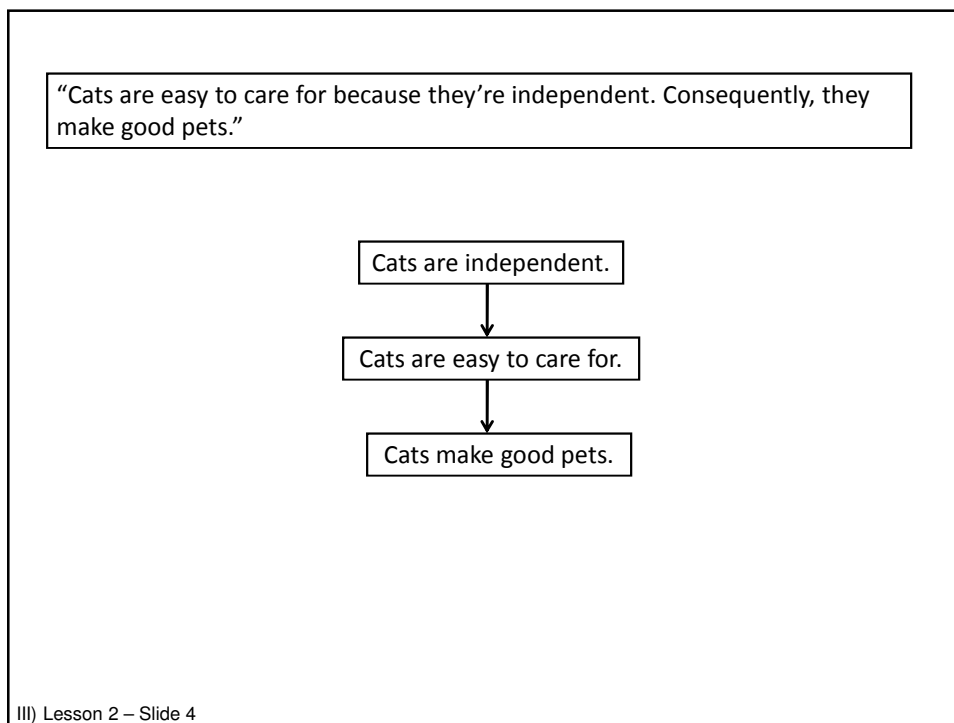 “Cats are easy to care for because they’re independent. Consequently, they
make good pets.”
Cats are independent.
Cats are easy to care for.
Cats make good pets.
III) Lesson 2 – Slide 4